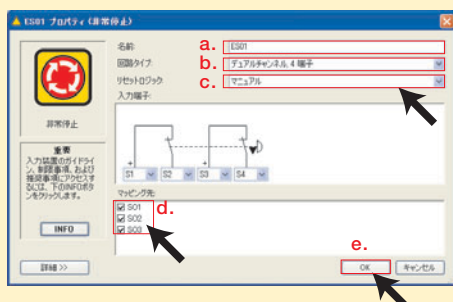 ES01 プロパティ (非常停止)
非常停止
重要
入力装置のガイドライ
ン、制限事項、および
推奨事項にアクセスす
るには、下のINFOボタ
ンをクリックします。
INFO
詳細 >>
名前:
a.
ES01
回路タイプ:
b.
デュアルチャンネル, 4 端子
リセットロジック:
c.
マニュアル
入力端子:
S1
S2
S3
S4
マッピング先:
SO1
SO2
SO3
d.
e.
OK
キャンセル